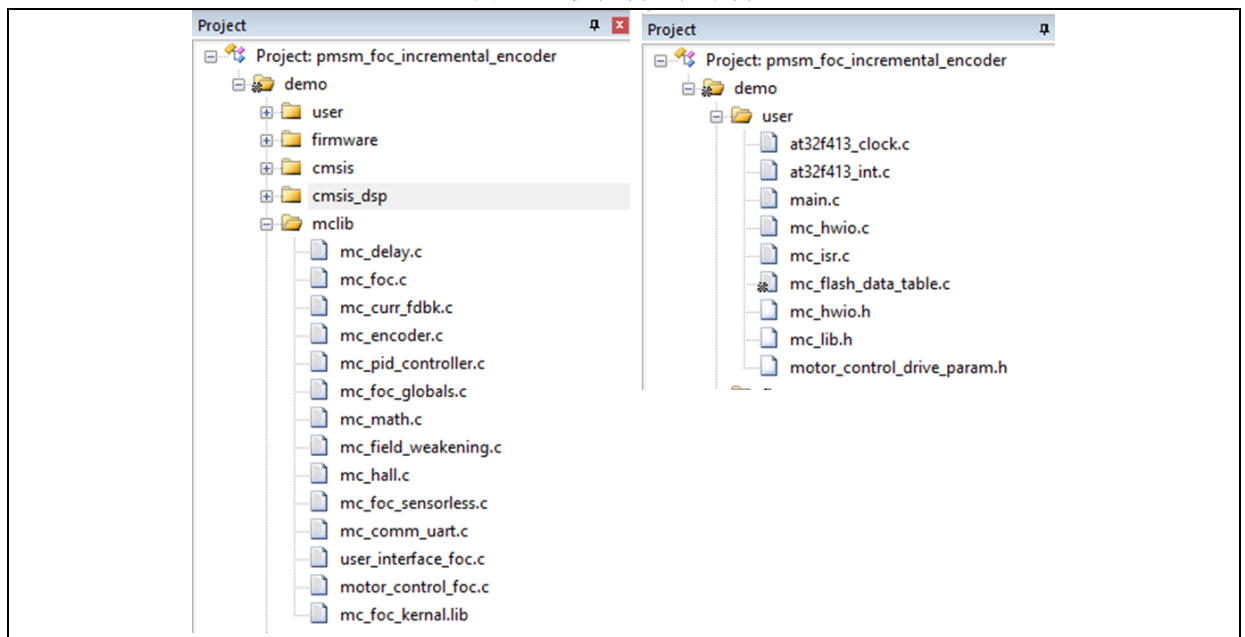 Project
Project: pmsm_foc_incremental_encoder
demo
user
firmware
cmsis
cmsis_dsp
mclib
mc_delay.c
mc_foc.c
mc_curr_fdbk.c
mc_encoder.c
mc_pid_controller.c
mc_foc_globals.c
mc_math.c
mc_field_weakening.c
mc_hall.c
mc_foc_sensorless.c
mc_comm_uart.c
user_interface_foc.c
motor_control_foc.c
mc_foc_kernal.lib
Project
Project: pmsm_foc_incremental_encoder
demo
user
at32f413_clock.c
at32f413_int.c
main.c
mc_hwio.c
mc_isr.c
mc_flash_data_table.c
mc_hwio.h
mc_lib.h
motor_control_drive_param.h